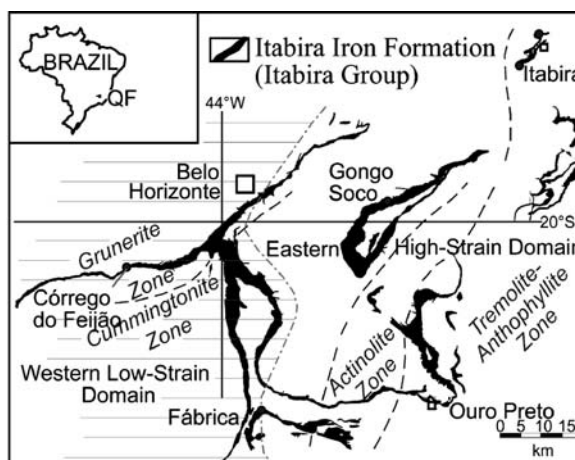 BRAZIL
QF
Itabira Iron Formation
(Itabira Group)
44°W
Itabira
Belo
Horizonte
Gongo
Soco
20°S
Grunerite
Zone
Eastern
High-Strain Domain
Córrego
do Feijão
Cummingtonite
Zone
Tremolite-
Anthophyllite
Zone
Actinolite
Zone
Western Low-Strain
Domain
Fábrica
Ouro Preto
0 5 10 15
km